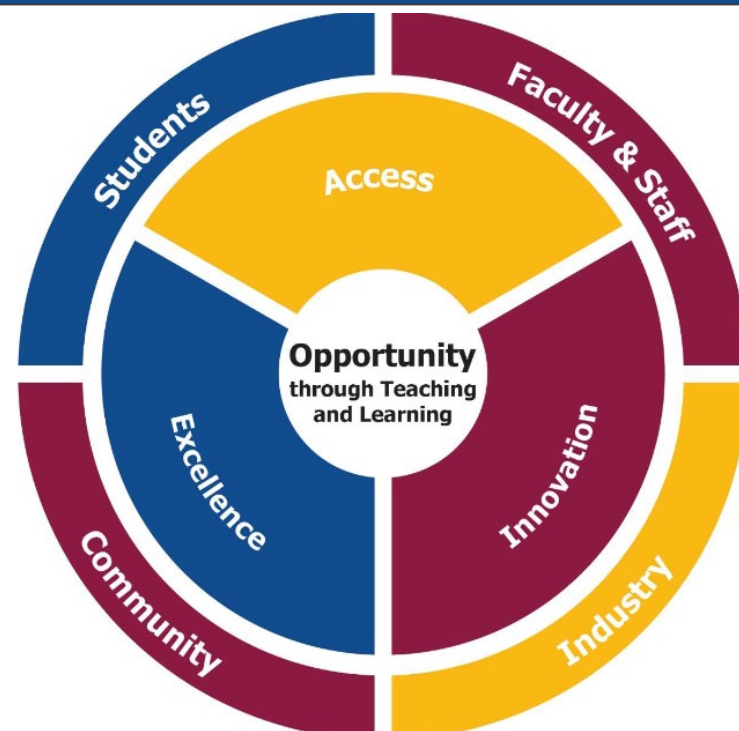 Students
Faculty & Staff
Access
Opportunity
through Teaching
and Learning
Excellence
Innovation
Community
Industry